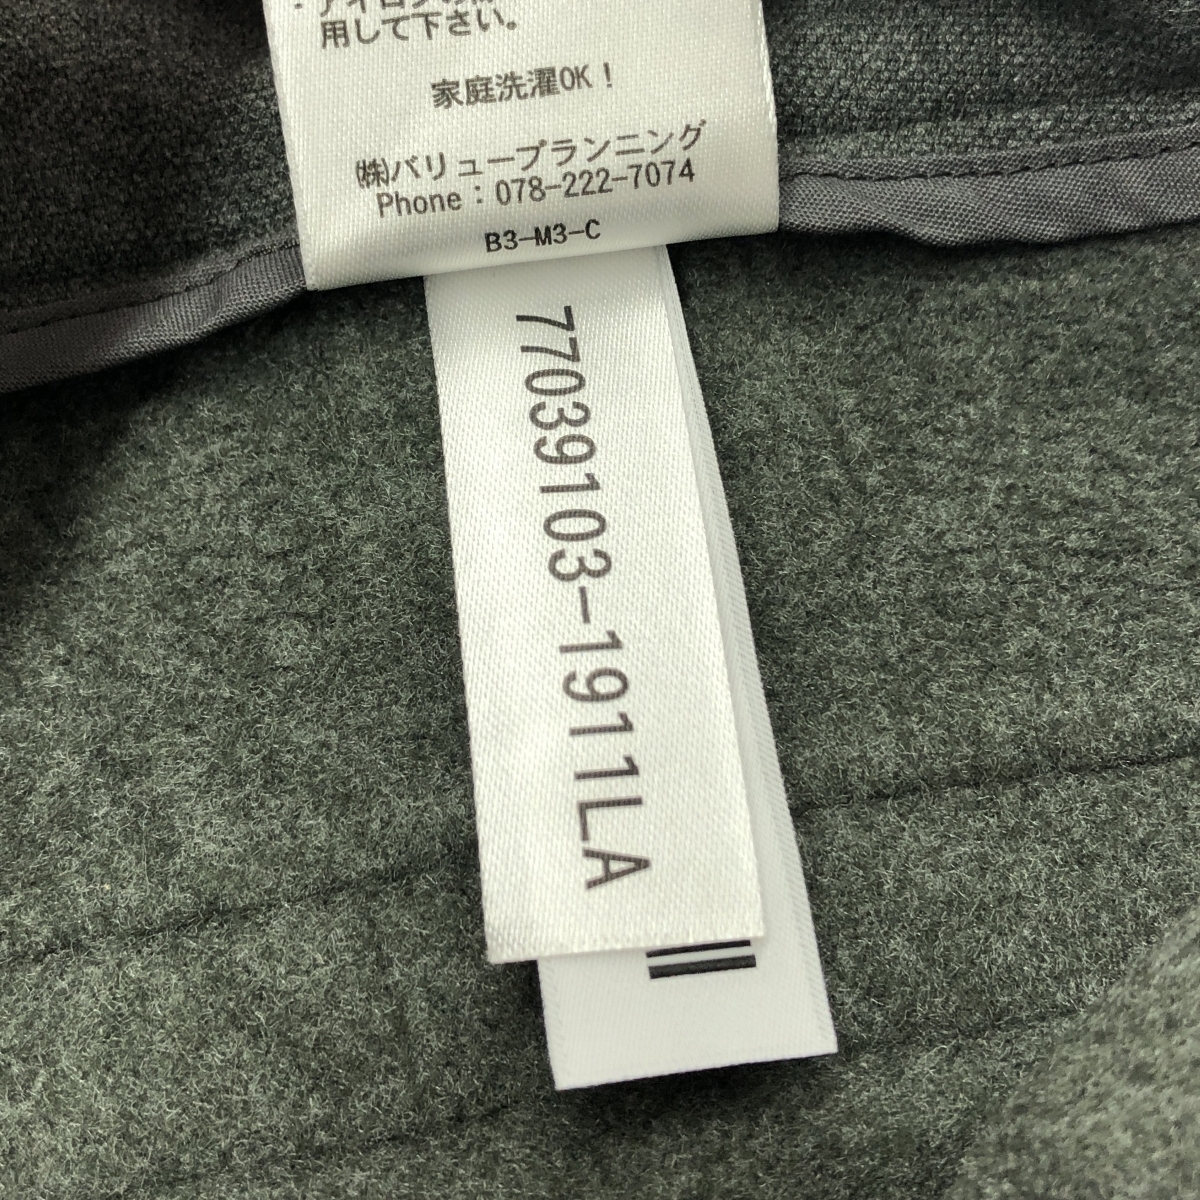 用して下さい。
家庭洗濯OK！
㈱バリュープランニング
Phone：078-222-7074
B3-M3-C
77039103-1911LA